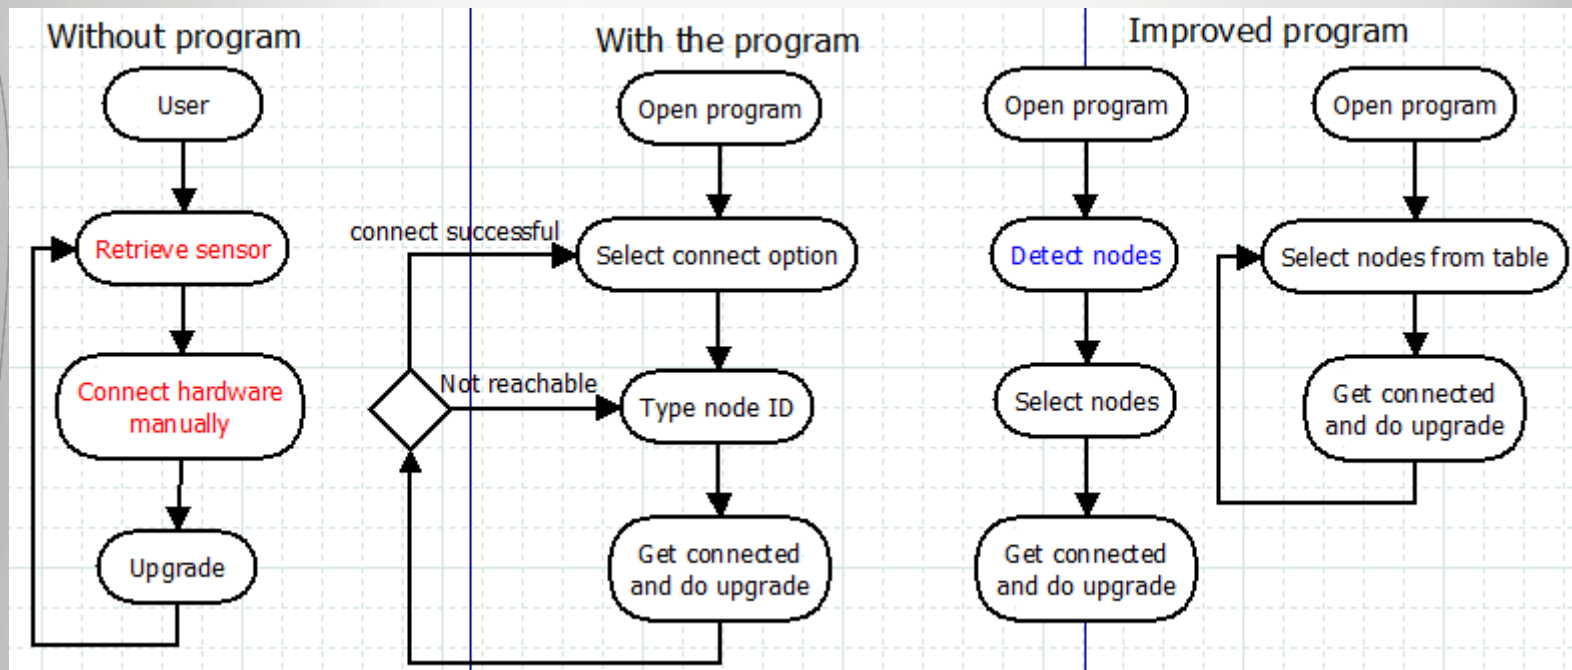 Without program
User
Retrieve sensor
Connect hardware
manually
Upgrade
With the program
Open program
connect successful
Select connect option
Not reachable
Type node ID
Get connected
and do upgrade
Improved program
Open program
Detect nodes
Select nodes
Get connected
and do upgrade
Open program
Select nodes from table
Get connected
and do upgrade